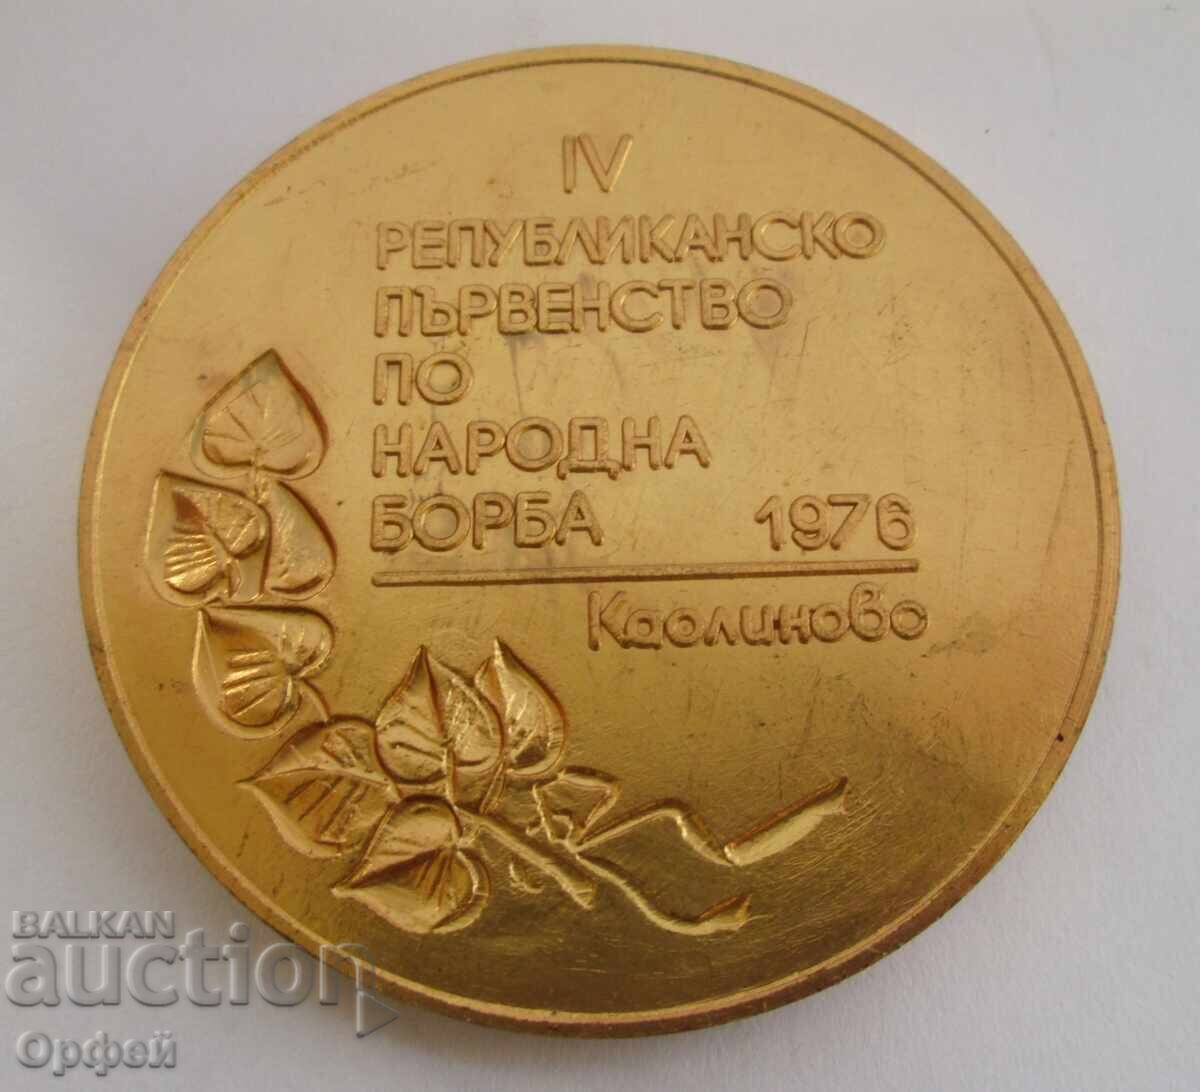 IV
РЕПУБЛИКАНСКО
ПЪРВЕНСТВО
ПО
НАРОДНА
БОРБА 1976
Каолиново
BALKAN
auction
Орфей